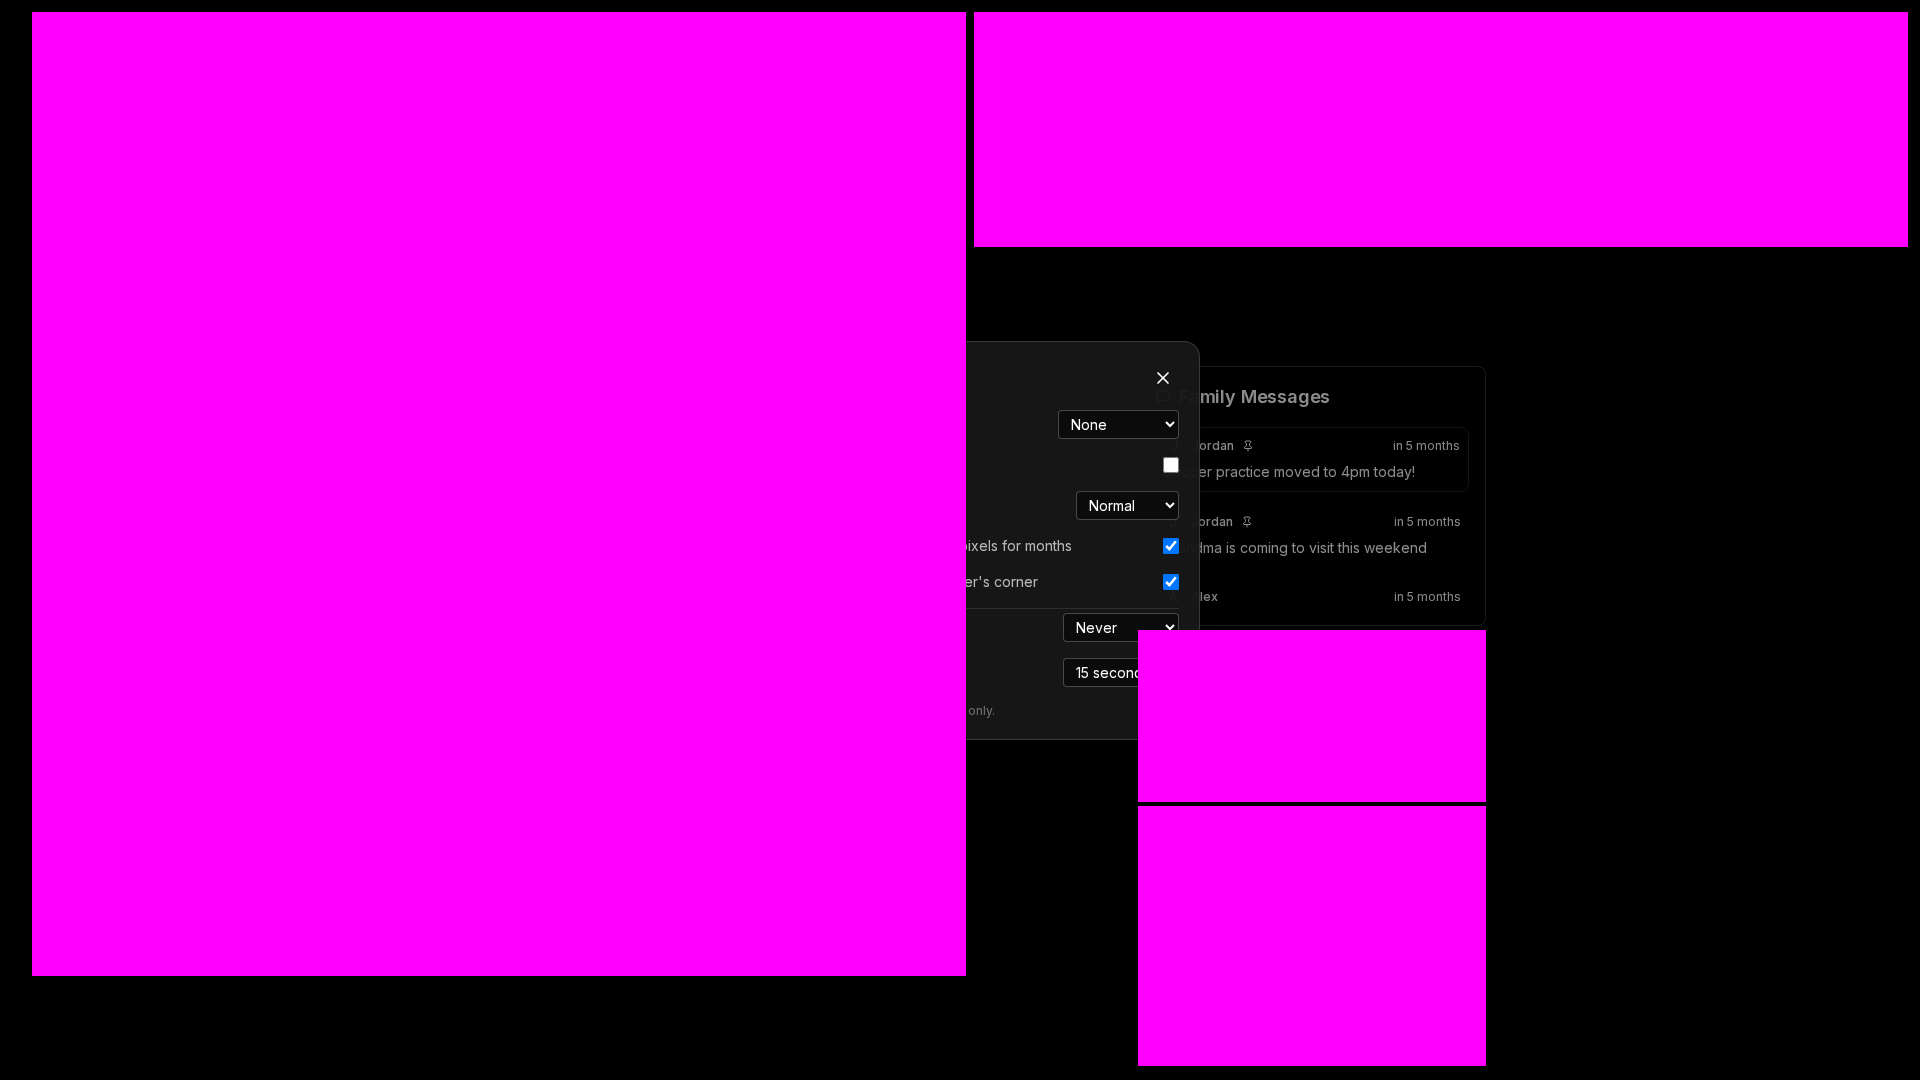 None
Normal
pixels for months
er's corner
Never
15 secon
only.
Family Messages
ordan
in 5 months
er practice moved to 4pm today!
ordan
in 5 months
dma is coming to visit this weekend
lex
in 5 months